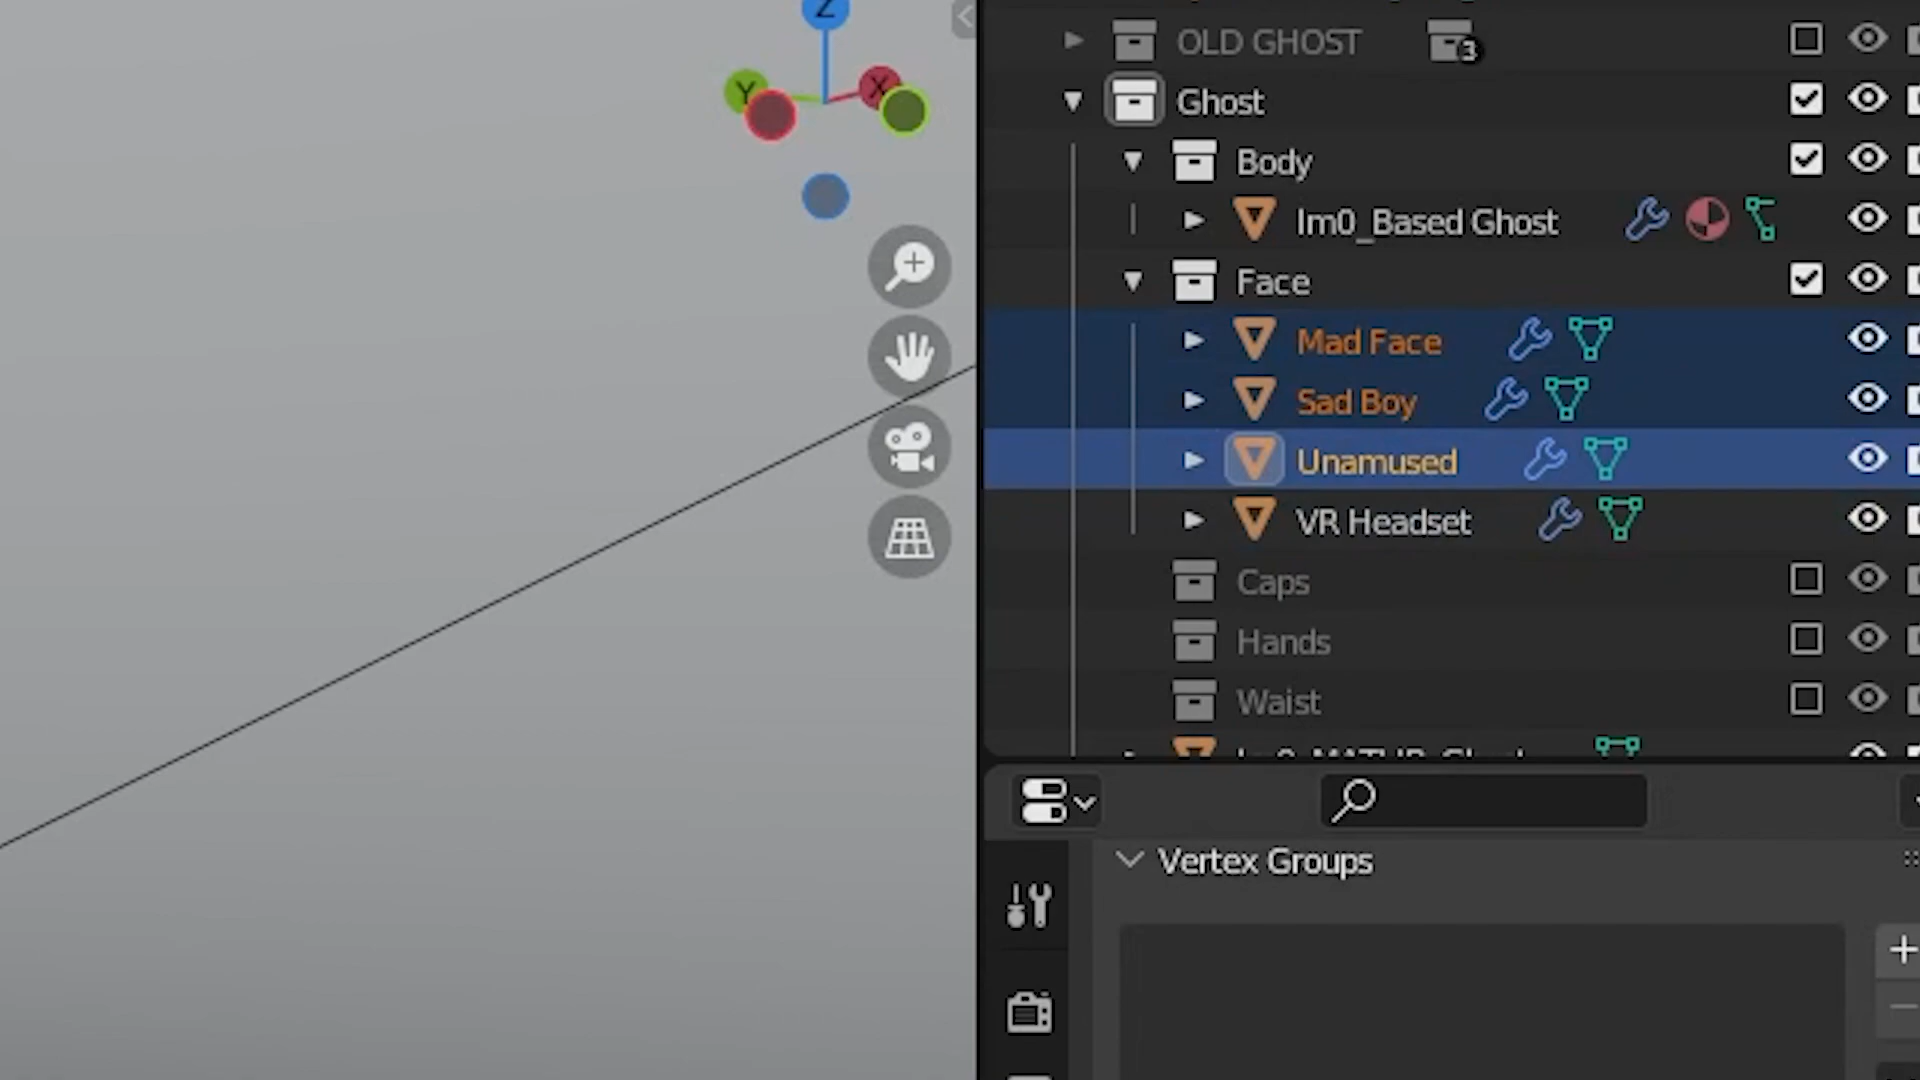 Z
Y
X
OLD GHOST
3
Ghost
Body
lm0_Based Ghost
Face
Mad Face
Sad Boy
Unamused
VR Headset
Caps
Hands
Waist
Vertex Groups